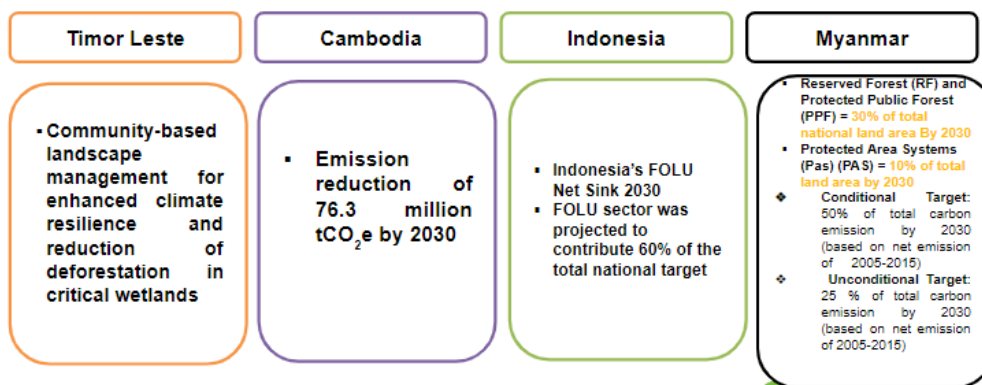 Timor Leste
Cambodia
Indonesia
Myanmar
▪ Community-based
landscape
management for
enhanced climate
resilience and
reduction of
deforestation in
critical wetlands
▪ Emission
reduction of
76.3 million
tCO₂e by 2030
▪ Indonesia's FOLU
Net Sink 2030
▪ FOLU sector was
projected to
contribute 60% of the
total national target
▪ Reserved Forest (RF) and
Protected Public Forest
(PPF) = 30% of total
national land area By 2030
▪ Protected Area Systems
(Pas) (PAS) = 10% of total
land area by 2030
❖ Conditional Target:
50% of total carbon
emission by 2030
(based on net emission
of 2005-2015)
❖ Unconditional Target:
25 % of total carbon
emission by 2030
(based on net emission
of 2005-2015)